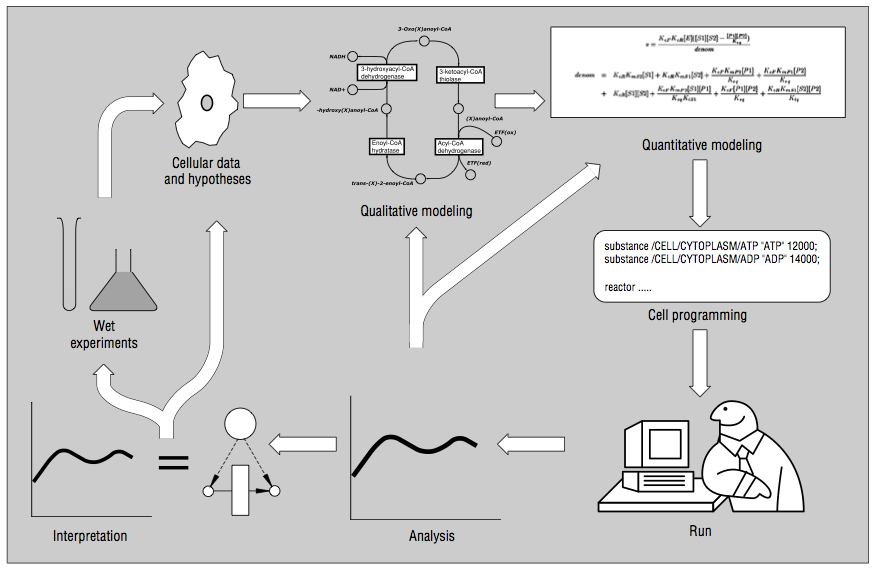 3-Oxo(X)anoyl-CoA
NADH
3-hydroxyacyl-CoA
dehydrogenase
3-ketoacyl-CoA
thiolase
NAD+
-hydroxy(X)anoyl-CoA
(X)anoyl-CoA
ETF(ox)
Enoyl-CoA
hydratase
Acyl-CoA
dehydrogenase
ETF(red)
trans-(X)-2-enoyl-CoA
Cellular data
and hypotheses
Qualitative modeling
denom
denom =
Quantitative modeling
substance /CELL/CYTOPLASM/ATP "ATP" 12000;
substance /CELL/CYTOPLASM/ADP "ADP" 14000;
reactor .....
Cell programming
Wet
experiments
=
Interpretation
Analysis
Run